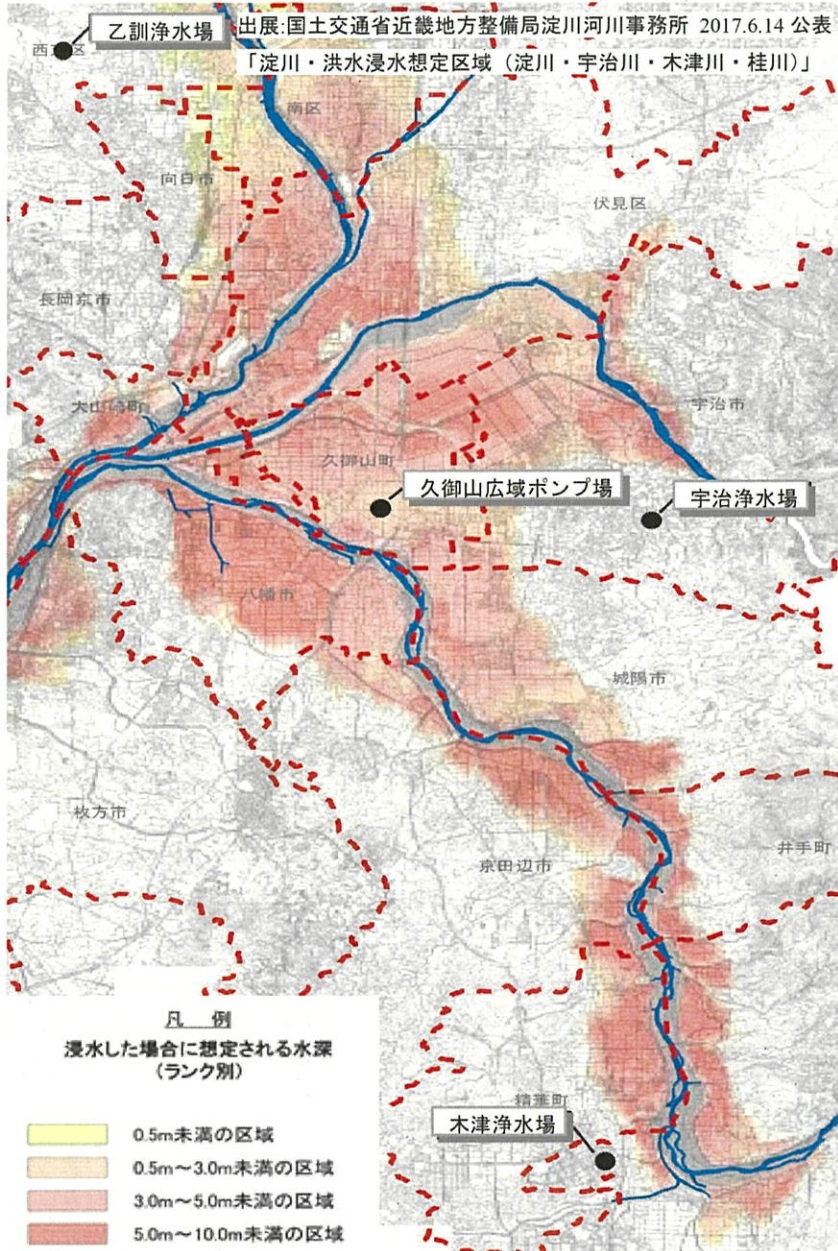 乙訓浄水場
出展:国土交通省近畿地方整備局淀川河川事務所 2017.6.14 公表
「淀川・洪水浸水想定区域（淀川・宇治川・木津川・桂川）」
南区
向日市
伏見区
長岡京市
大山崎町
宇治市
久御山町
久御山広域ポンプ場
宇治浄水場
八幡市
城陽市
枚方市
京田辺市
井手町
精華町
木津浄水場
凡 例
浸水した場合に想定される水深
(ランク別)
0.5m未満の区域
0.5m～3.0m未満の区域
3.0m～5.0m未満の区域
5.0m～10.0m未満の区域